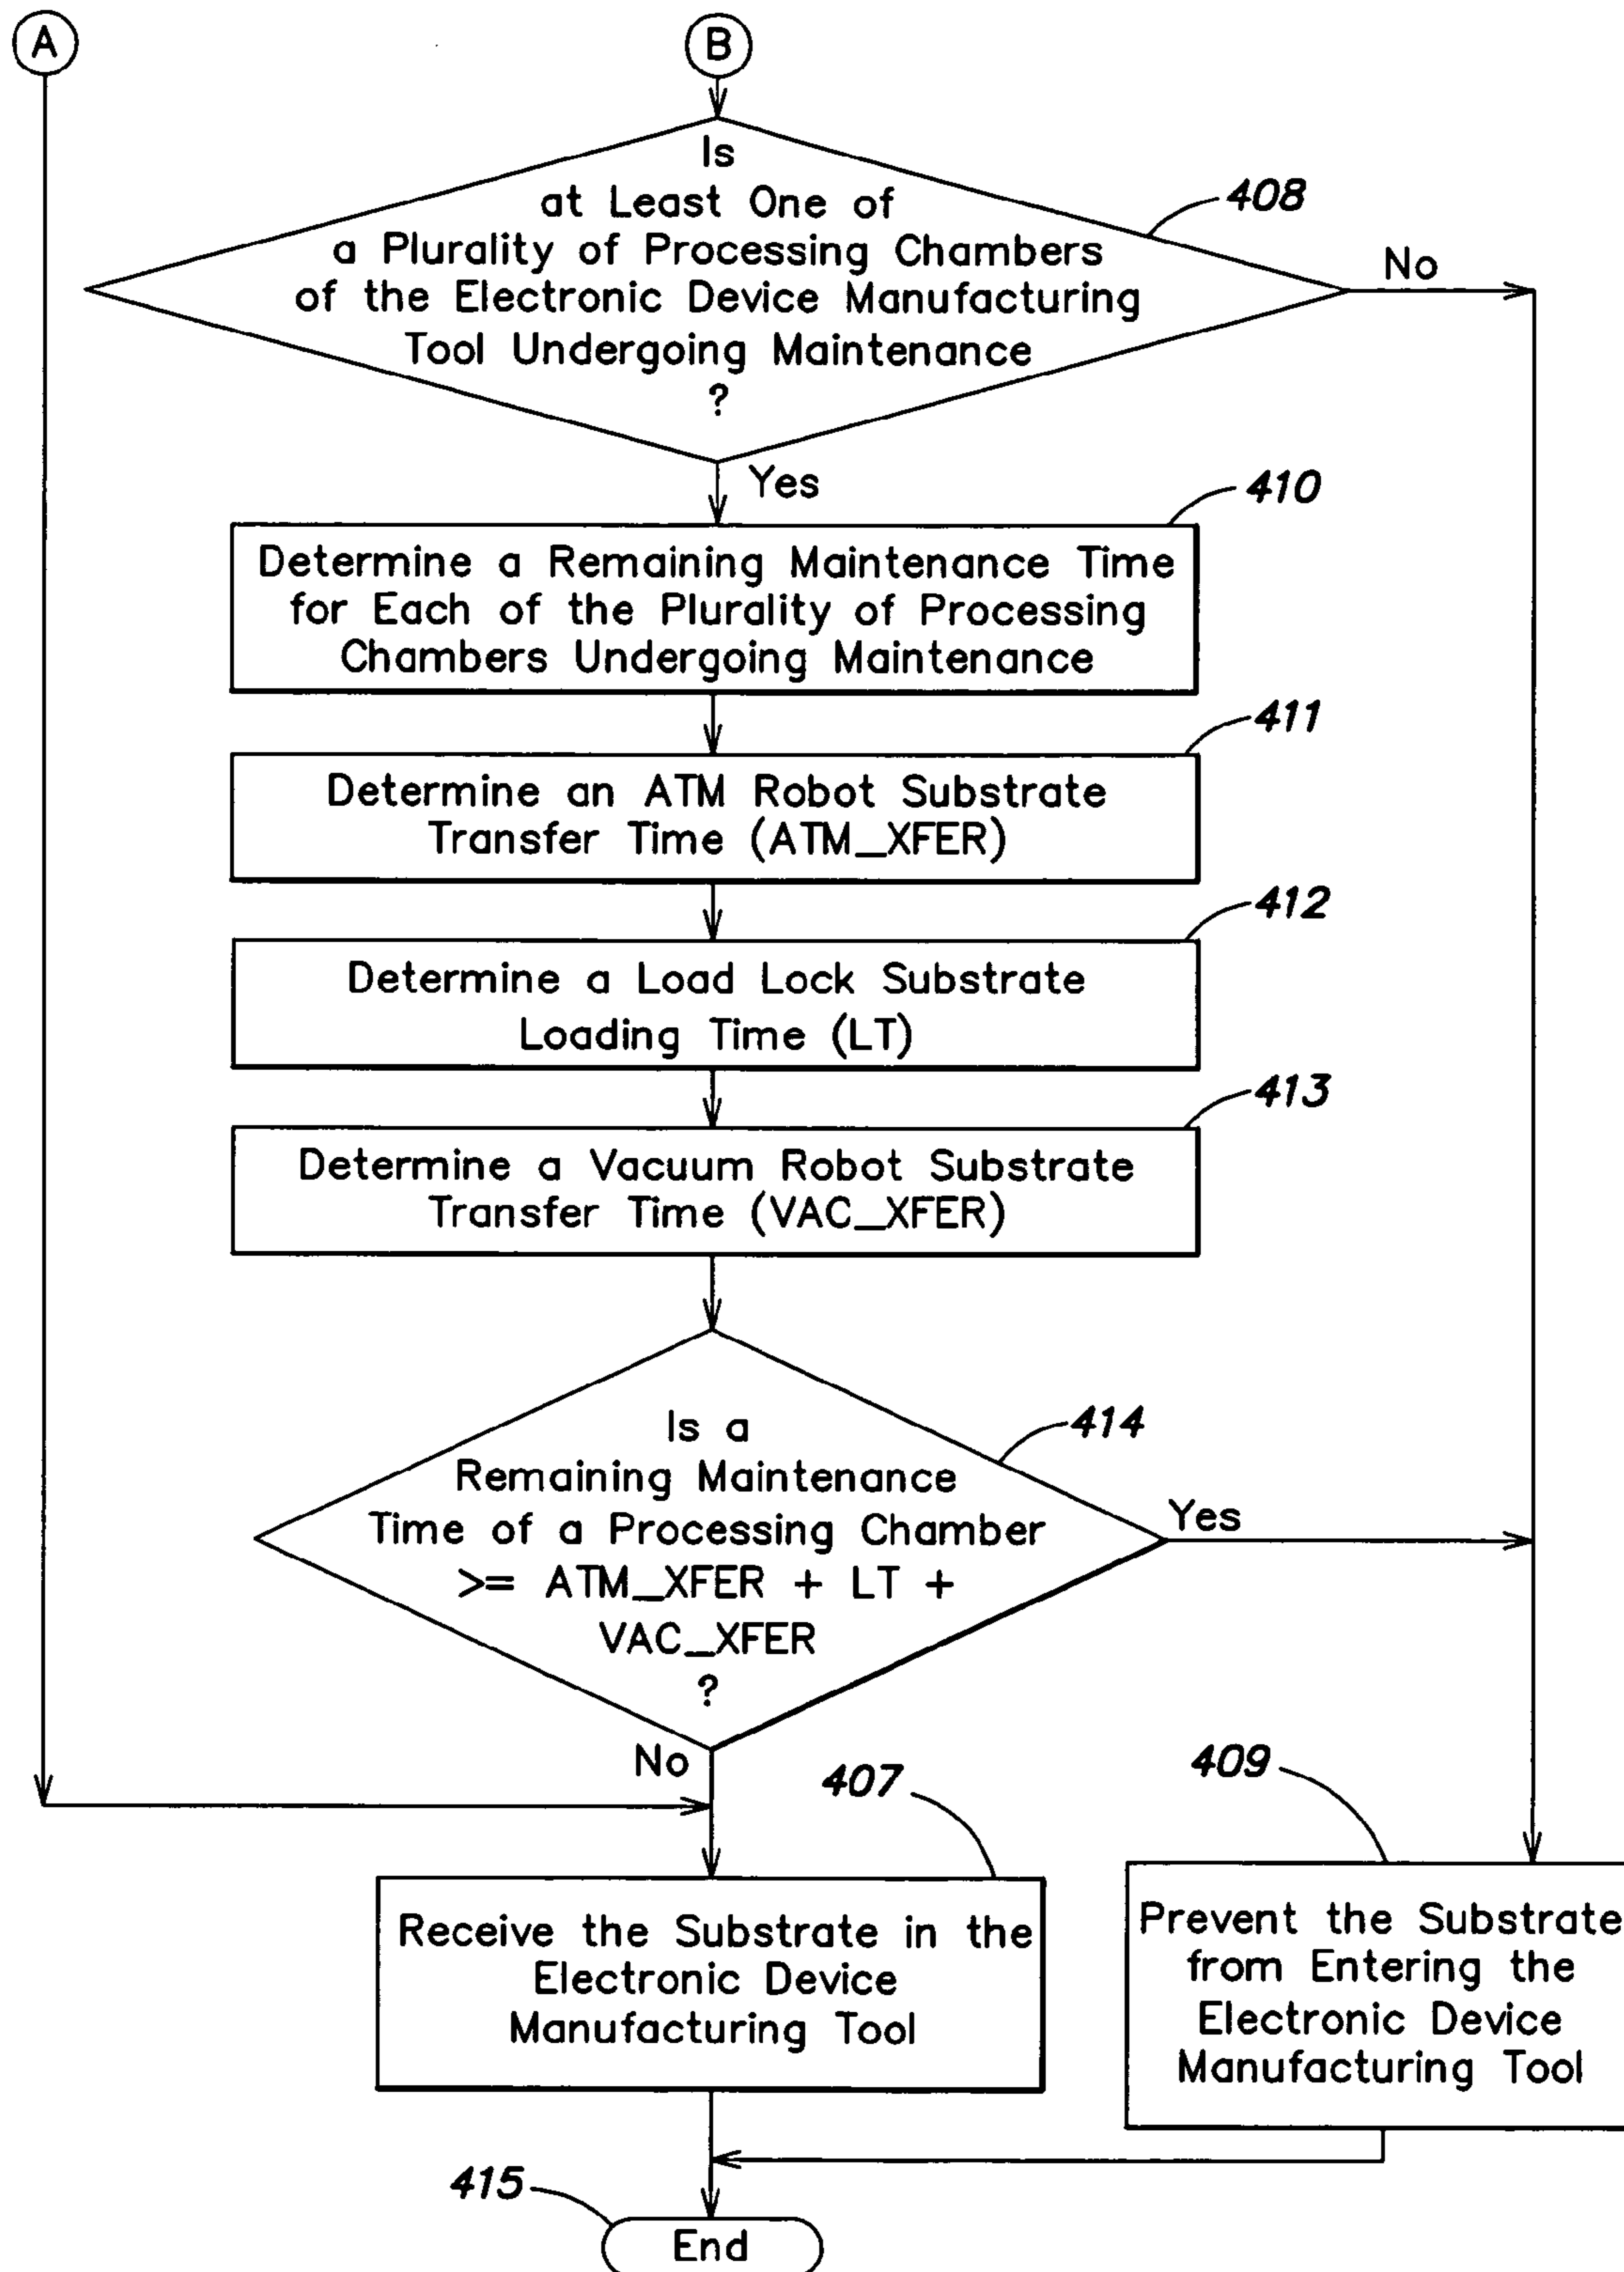 A
B
Is
at Least One of
a Plurality of Processing Chambers
of the Electronic Device Manufacturing
Tool Undergoing Maintenance
?
408
No
Yes
410
Determine a Remaining Maintenance Time
for Each of the Plurality of Processing
Chambers Undergoing Maintenance
411
Determine an ATM Robot Substrate
Transfer Time (ATM_XFER)
412
Determine a Load Lock Substrate
Loading Time (LT)
413
Determine a Vacuum Robot Substrate
Transfer Time (VAC_XFER)
Is a
Remaining Maintenance
Time of a Processing Chamber
>= ATM_XFER + LT +
VAC_XFER
?
414
Yes
No
407
Receive the Substrate in the
Electronic Device
Manufacturing Tool
409
Prevent the Substrate
from Entering the
Electronic Device
Manufacturing Tool
415
End